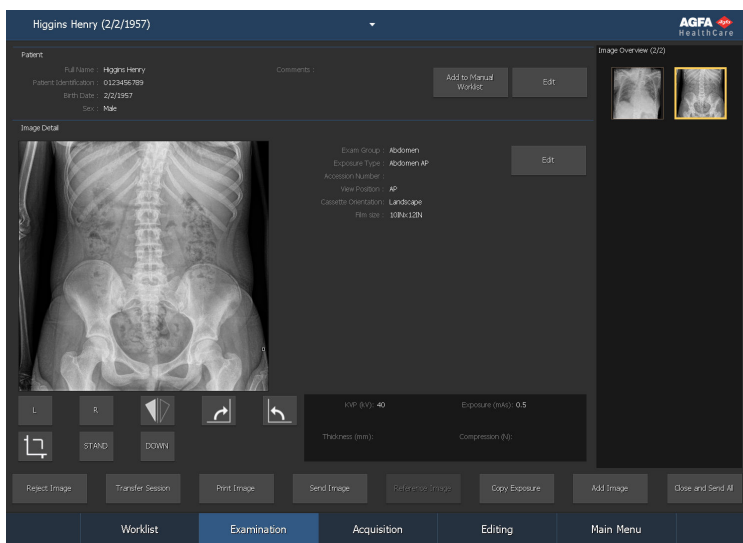 Higgins Henry (2/2/1957)
AGFA
HealthCare
Patient
Full Name : Higgins Henry
Comments :
Patient Identification : 0123456789
Birth Date : 2/2/1957
Sex : Male
Add to Manual Worklist
Edit
Image Overview (2/2)
Image Detail
Exam Group : Abdomen
Exposure Type : Abdomen AP
Accession Number :
View Position : AP
Cassette Orientation: Landscape
Film size : 10INx12IN
Edit
L
R
STAND
DOWN
KVP (kV): 40
Exposure (mAs): 0.5
Thickness (mm):
Compression (N):
Reject Image
Transfer Session
Print Image
Send Image
Reference Image
Copy Exposure
Add Image
Close and Send All
Worklist
Examination
Acquisition
Editing
Main Menu